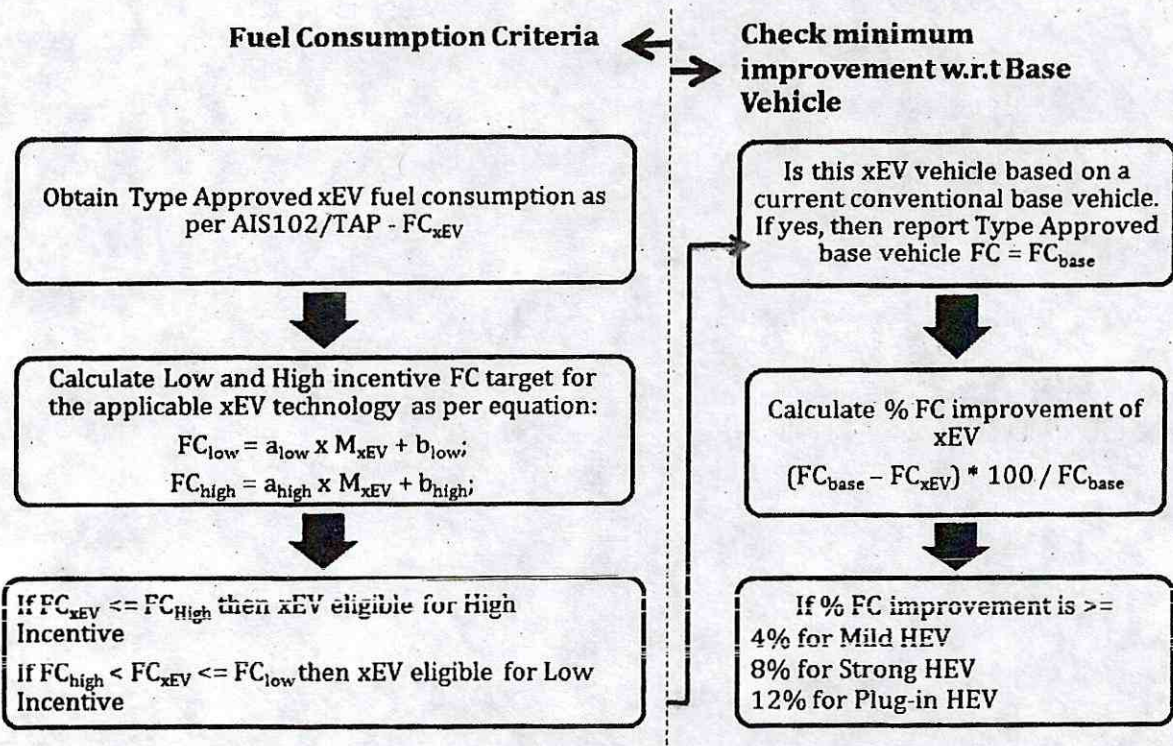 Fuel Consumption Criteria
Obtain Type Approved xEV fuel consumption as
per AIS102/TAP - FCxEV
Calculate Low and High incentive FC target for
the applicable xEV technology as per equation:
FClow = alow x MxEV + blow;
FChigh = ahigh x MxEV + bhigh;
If FCxEV <= FCHigh then xEV eligible for High
Incentive
if FChigh < FCxEV <= FClow then xEV eligible for Low
Incentive
Check minimum
improvement w.r.t Base
Vehicle
Is this xEV vehicle based on a
current conventional base vehicle.
If yes, then report Type Approved
base vehicle FC = FCbase
Calculate % FC improvement of
xEV
(FCbase – FCxEV) * 100 / FCbase
If % FC improvement is >=
4% for Mild HEV
8% for Strong HEV
12% for Plug-in HEV